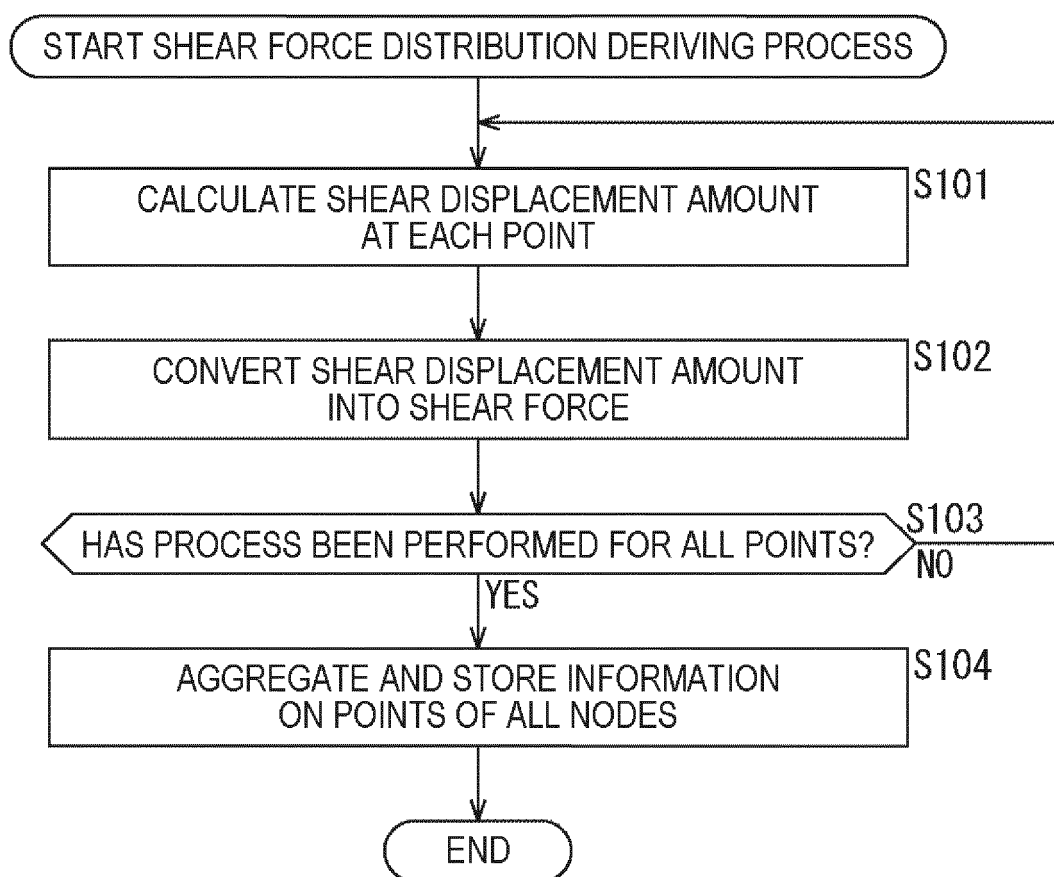 START SHEAR FORCE DISTRIBUTION DERIVING PROCESS
S101
CALCULATE SHEAR DISPLACEMENT AMOUNT
AT EACH POINT
S102
CONVERT SHEAR DISPLACEMENT AMOUNT
INTO SHEAR FORCE
S103
HAS PROCESS BEEN PERFORMED FOR ALL POINTS?
NO
YES
S104
AGGREGATE AND STORE INFORMATION
ON POINTS OF ALL NODES
END